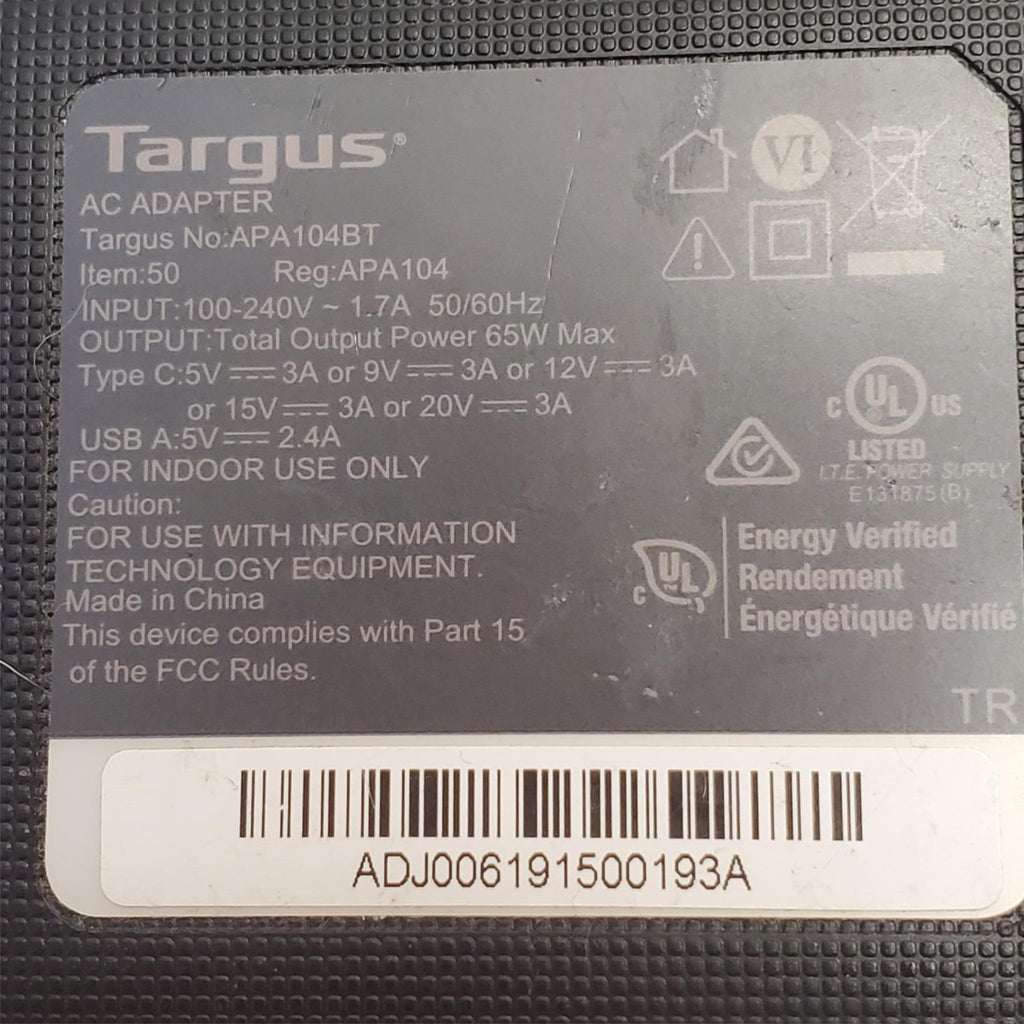 Targus®
AC ADAPTER
Targus No:APA104BT
Item:50 Reg:APA104
INPUT:100-240V ~ 1.7A 50/60Hz
OUTPUT:Total Output Power 65W Max
Type C:5V ⎓ 3A or 9V ⎓ 3A or 12V ⎓ 3A
or 15V ⎓ 3A or 20V ⎓ 3A
USB A:5V ⎓ 2.4A
FOR INDOOR USE ONLY
Caution:
FOR USE WITH INFORMATION
TECHNOLOGY EQUIPMENT.
Made in China
This device complies with Part 15
of the FCC Rules.
VI
C UL US
LISTED
I.T.E. POWER SUPPLY
E131875(B)
C UL
Energy Verified
Rendement
Énergétique Vérifié
TR
ADJ006191500193A